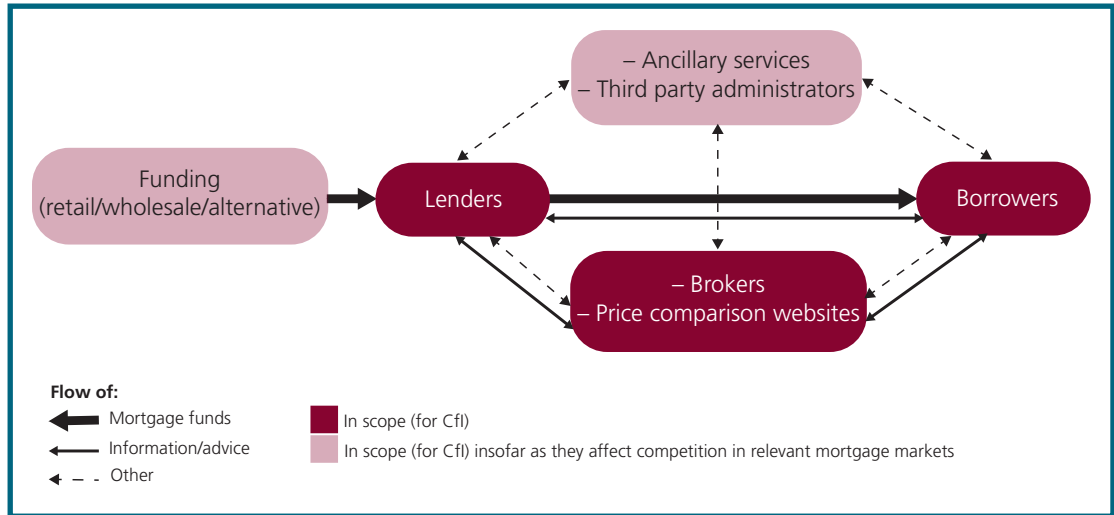 – Ancillary services
– Third party administrators
Funding
(retail/wholesale/alternative)
Lenders
Borrowers
– Brokers
– Price comparison websites
Flow of:
Mortgage funds
Information/advice
Other
In scope (for CfI)
In scope (for CfI) insofar as they affect competition in relevant mortgage markets